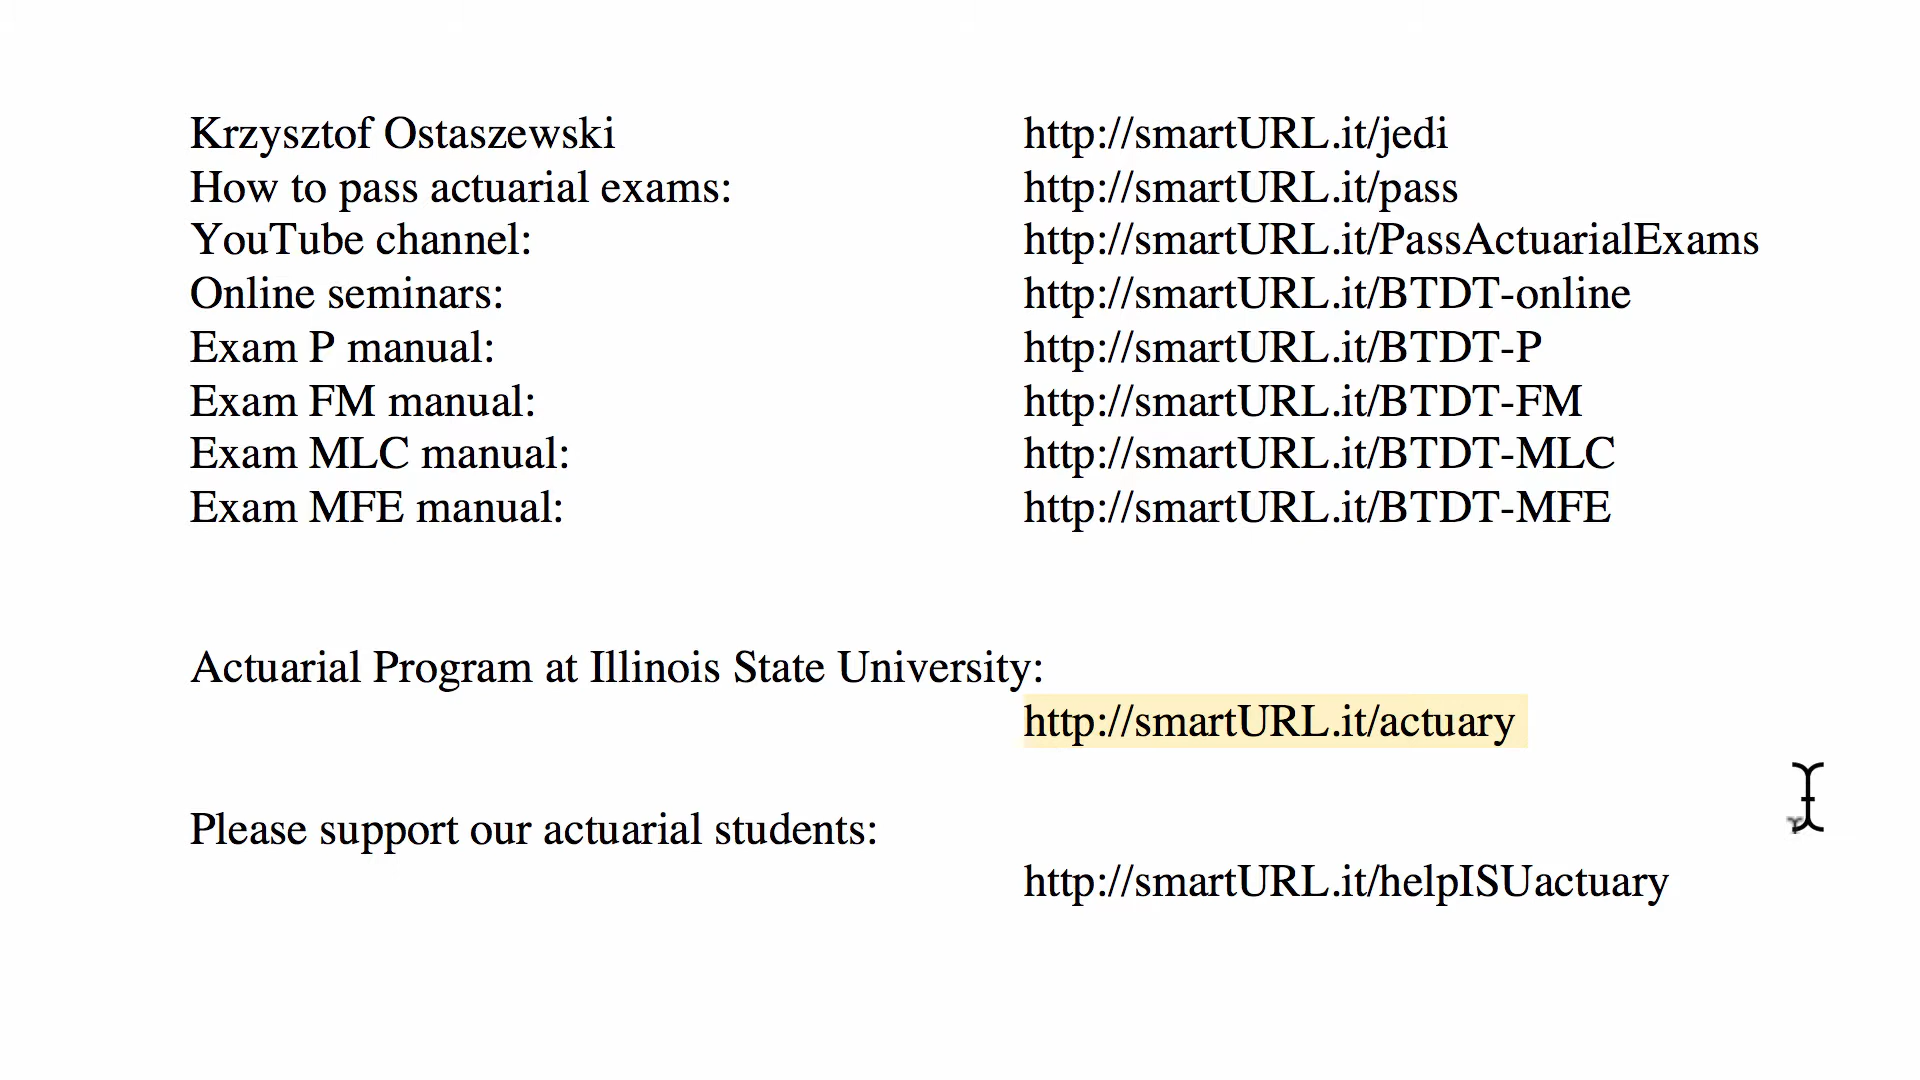 Krzysztof Ostaszewski http://smartURL.it/jedi
How to pass actuarial exams: http://smartURL.it/pass
YouTube channel: http://smartURL.it/PassActuarialExams
Online seminars: http://smartURL.it/BTDT-online
Exam P manual: http://smartURL.it/BTDT-P
Exam FM manual: http://smartURL.it/BTDT-FM
Exam MLC manual: http://smartURL.it/BTDT-MLC
Exam MFE manual: http://smartURL.it/BTDT-MFE
Actuarial Program at Illinois State University:
http://smartURL.it/actuary
Please support our actuarial students:
http://smartURL.it/helpISUactuary